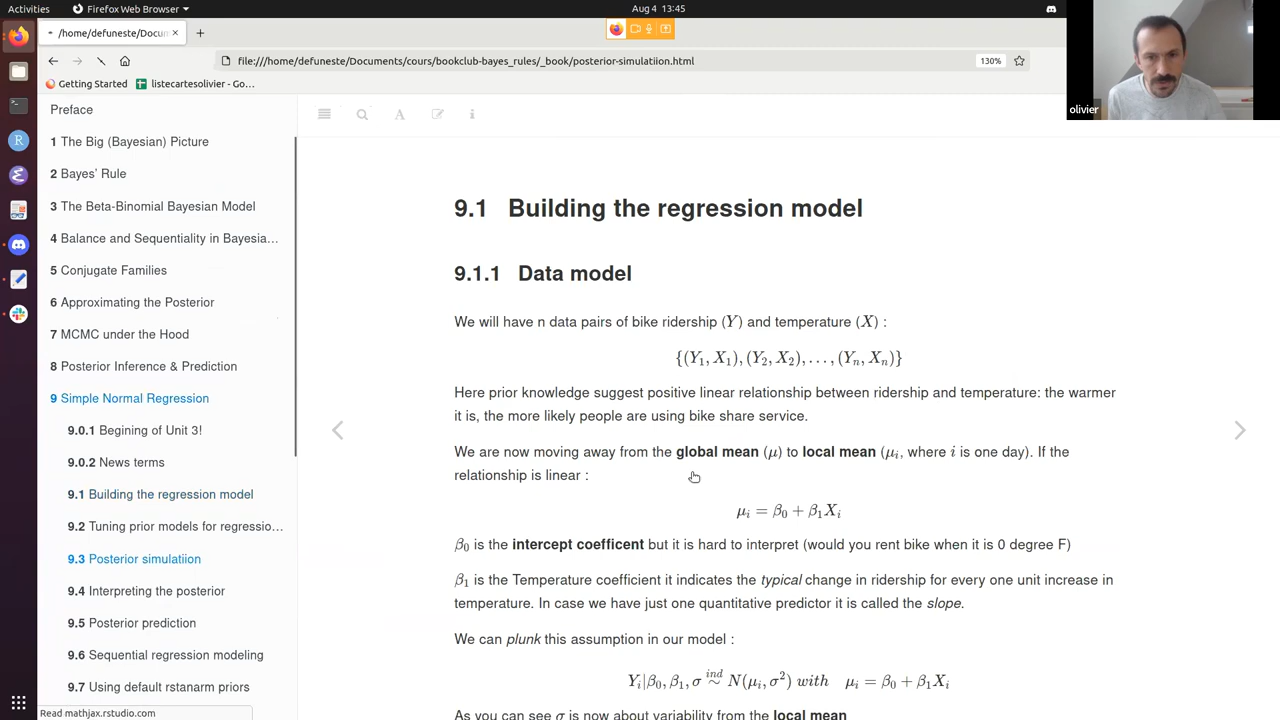 Activities
Firefox Web Browser
Aug 4 13:45
/home/defuneste/Docu
file:///home/defuneste/Documents/cours/bookclub-bayes_rules/_book/posterior-simulatiion.html
130%
Getting Started
listecartesolivier - Go…
olivier
Preface
1 The Big (Bayesian) Picture
2 Bayes' Rule
3 The Beta-Binomial Bayesian Model
4 Balance and Sequentiality in Bayesia…
5 Conjugate Families
6 Approximating the Posterior
7 MCMC under the Hood
8 Posterior Inference & Prediction
9 Simple Normal Regression
9.0.1 Begining of Unit 3!
9.0.2 News terms
9.1 Building the regression model
9.2 Tuning prior models for regressio…
9.3 Posterior simulatiion
9.4 Interpreting the posterior
9.5 Posterior prediction
9.6 Sequential regression modeling
9.7 Using default rstanarm priors
Read mathjax.rstudio.com
9.1 Building the regression model
9.1.1 Data model
We will have n data pairs of bike ridership (Y) and temperature (X) :
{(Y₁, X₁), (Y₂, X₂), . . . , (Yₙ, Xₙ)}
Here prior knowledge suggest positive linear relationship between ridership and temperature: the warmer
it is, the more likely people are using bike share service.
We are now moving away from the global mean (μ) to local mean (μᵢ, where i is one day). If the
relationship is linear :
μᵢ = β₀ + β₁Xᵢ
β₀ is the intercept coefficent but it is hard to interpret (would you rent bike when it is 0 degree F)
β₁ is the Temperature coefficient it indicates the typical change in ridership for every one unit increase in
temperature. In case we have just one quantitative predictor it is called the slope.
We can plunk this assumption in our model :
Yᵢ|β₀, β₁, σ ind ~ N(μᵢ, σ²) with μᵢ = β₀ + β₁Xᵢ
As you can see σ is now about variability from the local mean